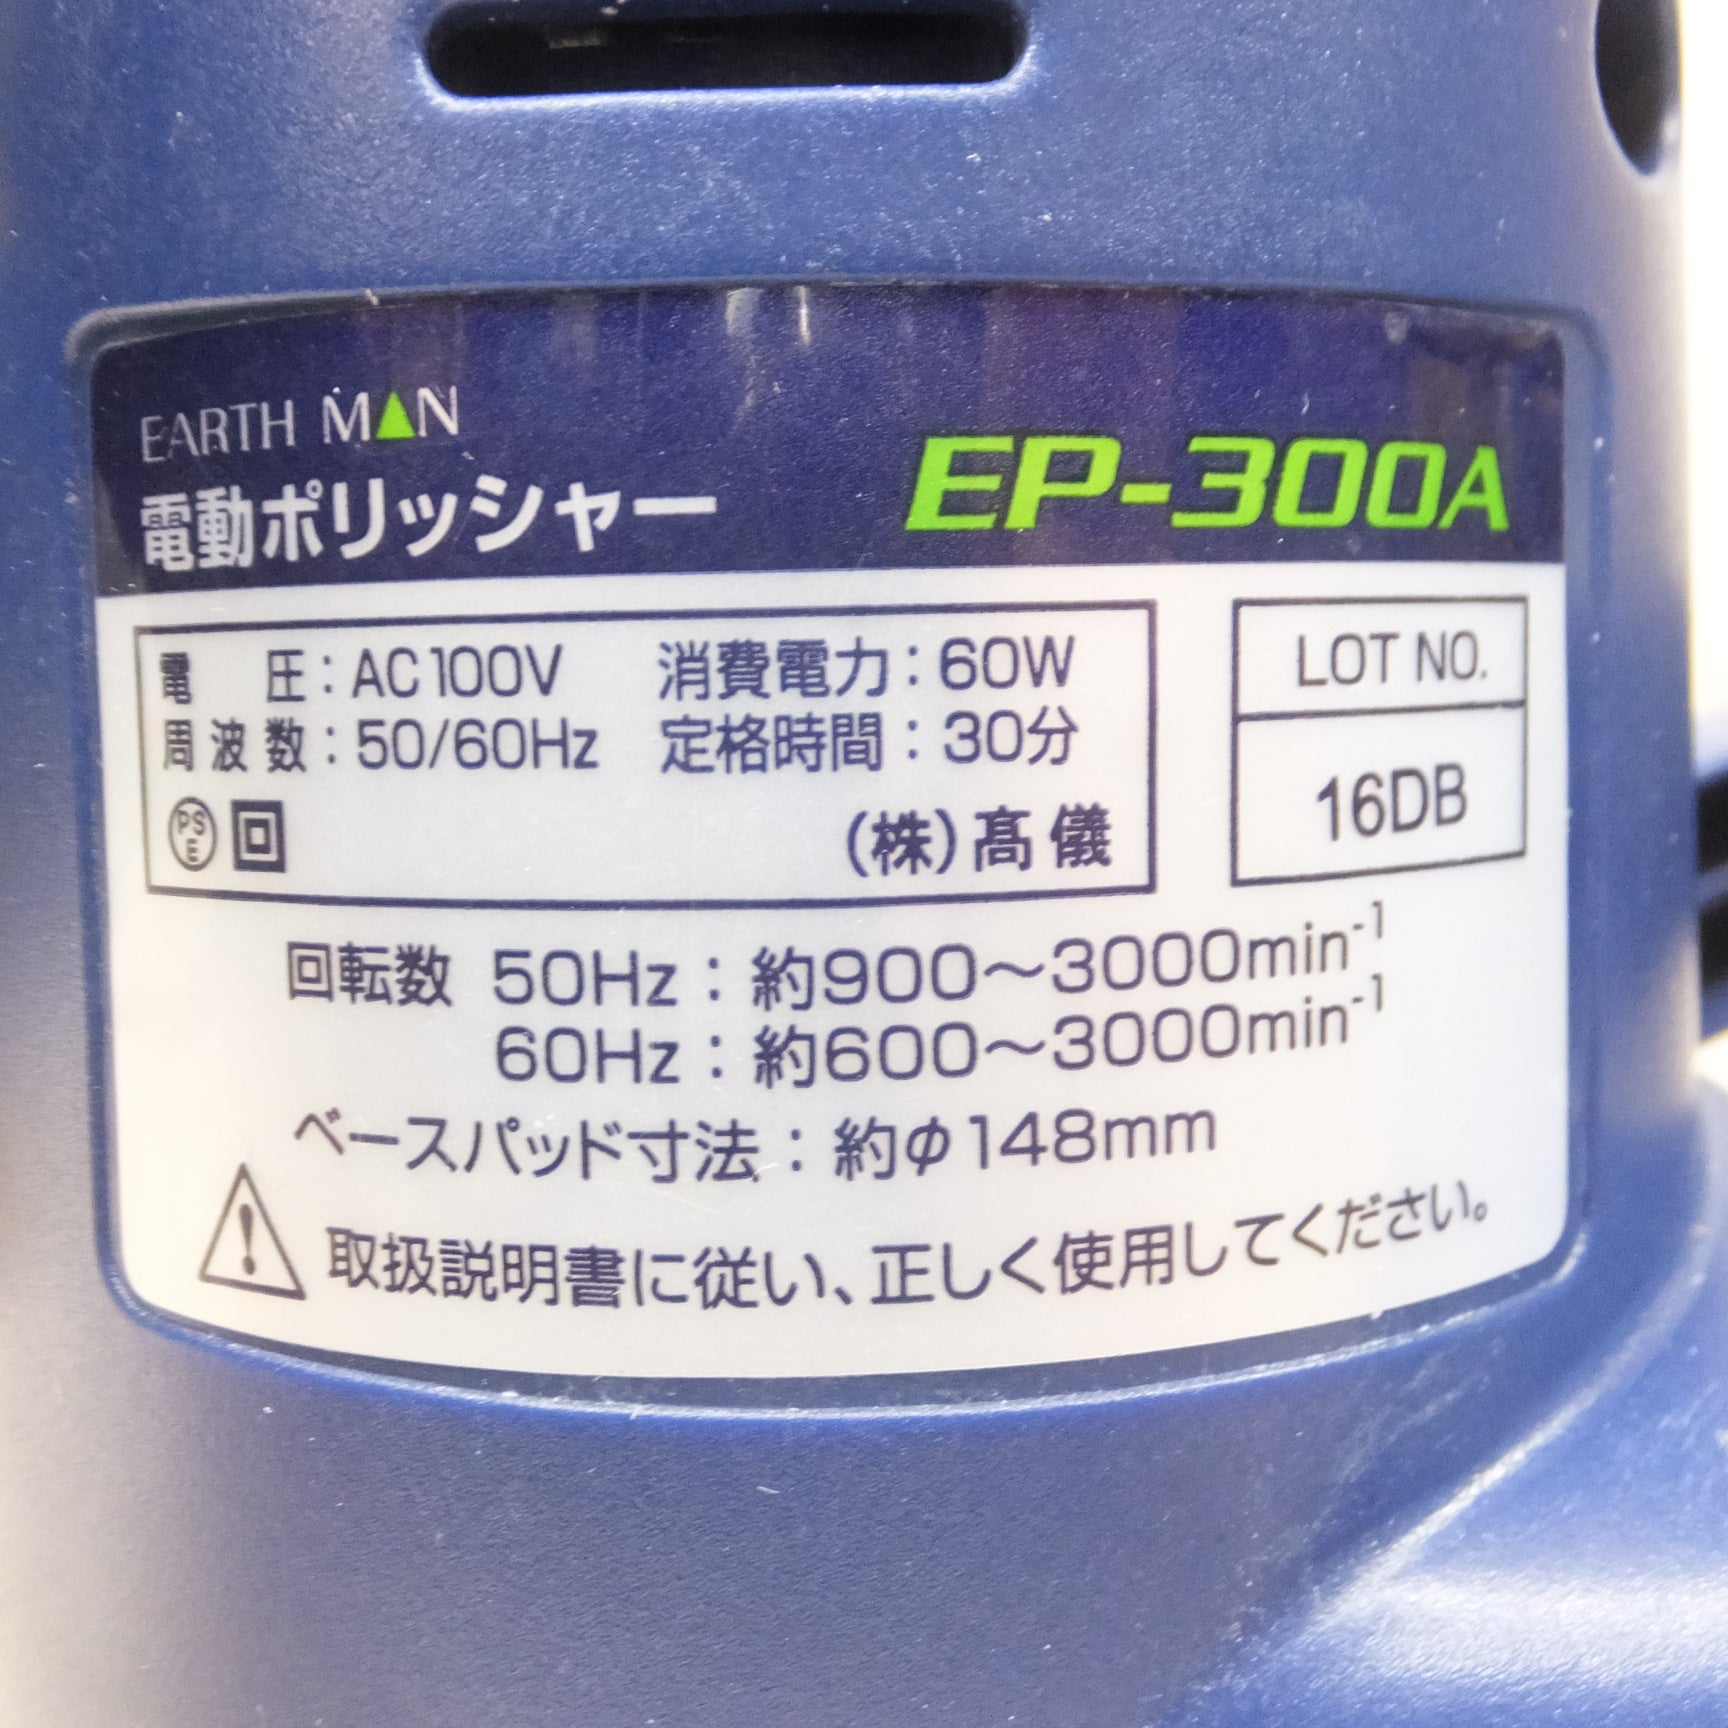 EARTH MAN
電動ポリッシャー EP-300A
電 圧：AC100V 消費電力：60W
周波数：50/60Hz 定格時間：30分
PSE
(株)髙儀
LOT NO.
16DB
回転数 50Hz：約900〜3000min⁻¹
60Hz：約600〜3000min⁻¹
ベースパッド寸法：約φ148mm
取扱説明書に従い、正しく使用してください。